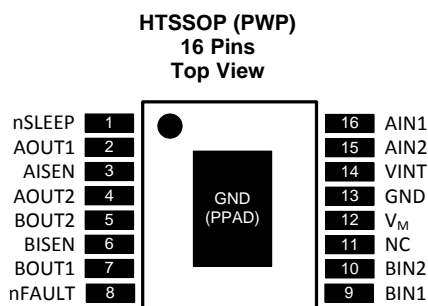 HTSSOP (PWP)
16 Pins
Top View
nSLEEP 1 16 AIN1
AOUT1 2 15 AIN2
AISEN 3 14 VINT
AOUT2 4 GND 13 GND
BOUT2 5 (PPAD) 12 VM
BISEN 6 11 NC
BOUT1 7 10 BIN2
nFAULT 8 9 BIN1